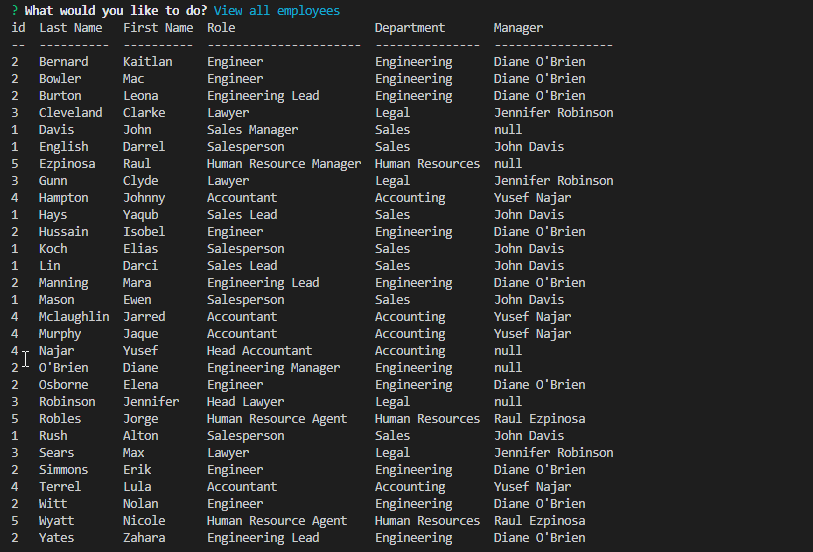 ? What would you like to do? View all employees
id  Last Name   First Name  Role                    Department       Manager
--  ----------  ----------  ----------------------  ---------------  -----------------
2   Bernard     Kaitlan     Engineer                Engineering      Diane O'Brien
2   Bowler      Mac         Engineer                Engineering      Diane O'Brien
2   Burton      Leona       Engineering Lead        Engineering      Diane O'Brien
3   Cleveland   Clarke      Lawyer                  Legal            Jennifer Robinson
1   Davis       John        Sales Manager           Sales            null
1   English     Darrel      Salesperson             Sales            John Davis
5   Ezpinosa    Raul        Human Resource Manager  Human Resources  null
3   Gunn        Clyde       Lawyer                  Legal            Jennifer Robinson
4   Hampton     Johnny      Accountant              Accounting       Yusef Najar
1   Hays        Yaqub       Sales Lead              Sales            John Davis
2   Hussain     Isobel      Engineer                Engineering      Diane O'Brien
1   Koch        Elias       Salesperson             Sales            John Davis
1   Lin         Darci       Sales Lead              Sales            John Davis
2   Manning     Mara        Engineering Lead        Engineering      Diane O'Brien
1   Mason       Ewen        Salesperson             Sales            John Davis
4   Mclaughlin  Jarred      Accountant              Accounting       Yusef Najar
4   Murphy      Jaque       Accountant              Accounting       Yusef Najar
4   Najar       Yusef       Head Accountant         Accounting       null
2   O'Brien     Diane       Engineering Manager     Engineering      null
2   Osborne     Elena       Engineer                Engineering      Diane O'Brien
3   Robinson    Jennifer    Head Lawyer             Legal            null
5   Robles      Jorge       Human Resource Agent    Human Resources  Raul Ezpinosa
1   Rush        Alton       Salesperson             Sales            John Davis
3   Sears       Max         Lawyer                  Legal            Jennifer Robinson
2   Simmons     Erik        Engineer                Engineering      Diane O'Brien
4   Terrel      Lula        Accountant              Accounting       Yusef Najar
2   Witt        Nolan       Engineer                Engineering      Diane O'Brien
5   Wyatt       Nicole      Human Resource Agent    Human Resources  Raul Ezpinosa
2   Yates       Zahara      Engineering Lead        Engineering      Diane O'Brien